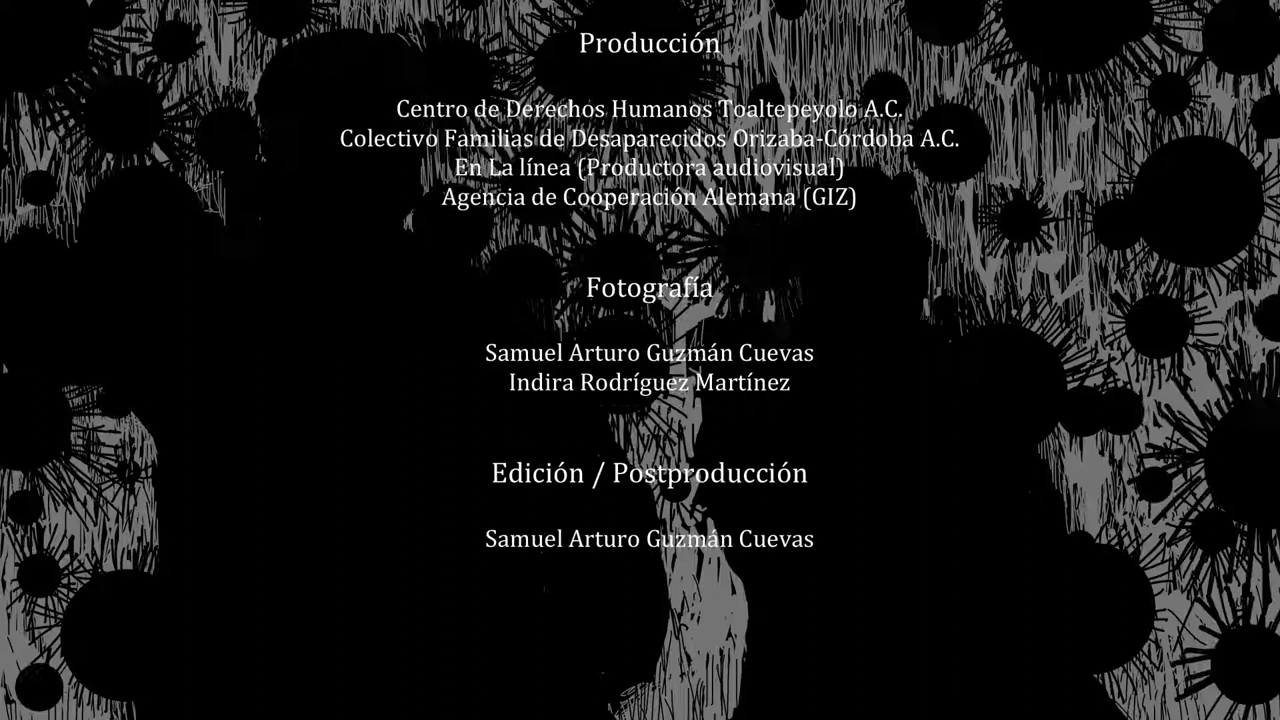 Producción
Centro de Derechos Humanos Toaltepeyolo A.C.
Colectivo Familias de Desaparecidos Orizaba-Córdoba A.C.
En La línea (Productora audiovisual)
Agencia de Cooperación Alemana (GIZ)
Fotografía
Samuel Arturo Guzmán Cuevas
Indira Rodríguez Martínez
Edición / Postproducción
Samuel Arturo Guzmán Cuevas